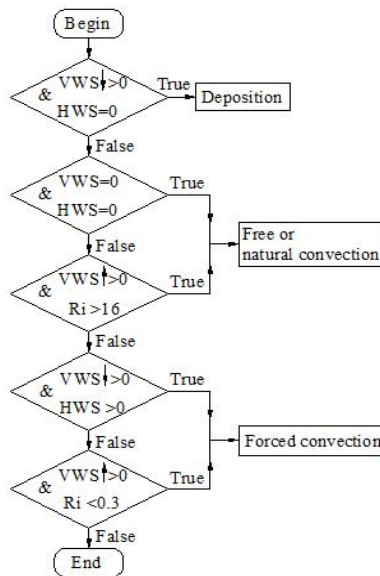 Begin
VWS↓>0
&
HWS=0
True
Deposition
False
VWS=0
&
HWS=0
True
False
Free or
natural convection
VWS↑>0
&
Ri >16
True
False
VWS↓>0
&
HWS >0
True
False
Forced convection
VWS↑>0
&
Ri <0.3
True
False
End